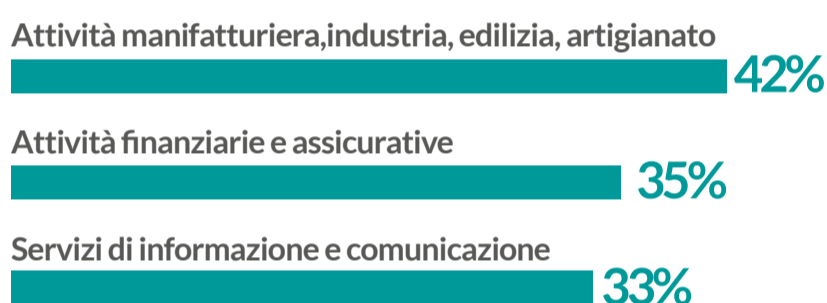 Attività manifatturiera,industria, edilizia, artigianato
42%
Attività finanziarie e assicurative
35%
Servizi di informazione e comunicazione
33%